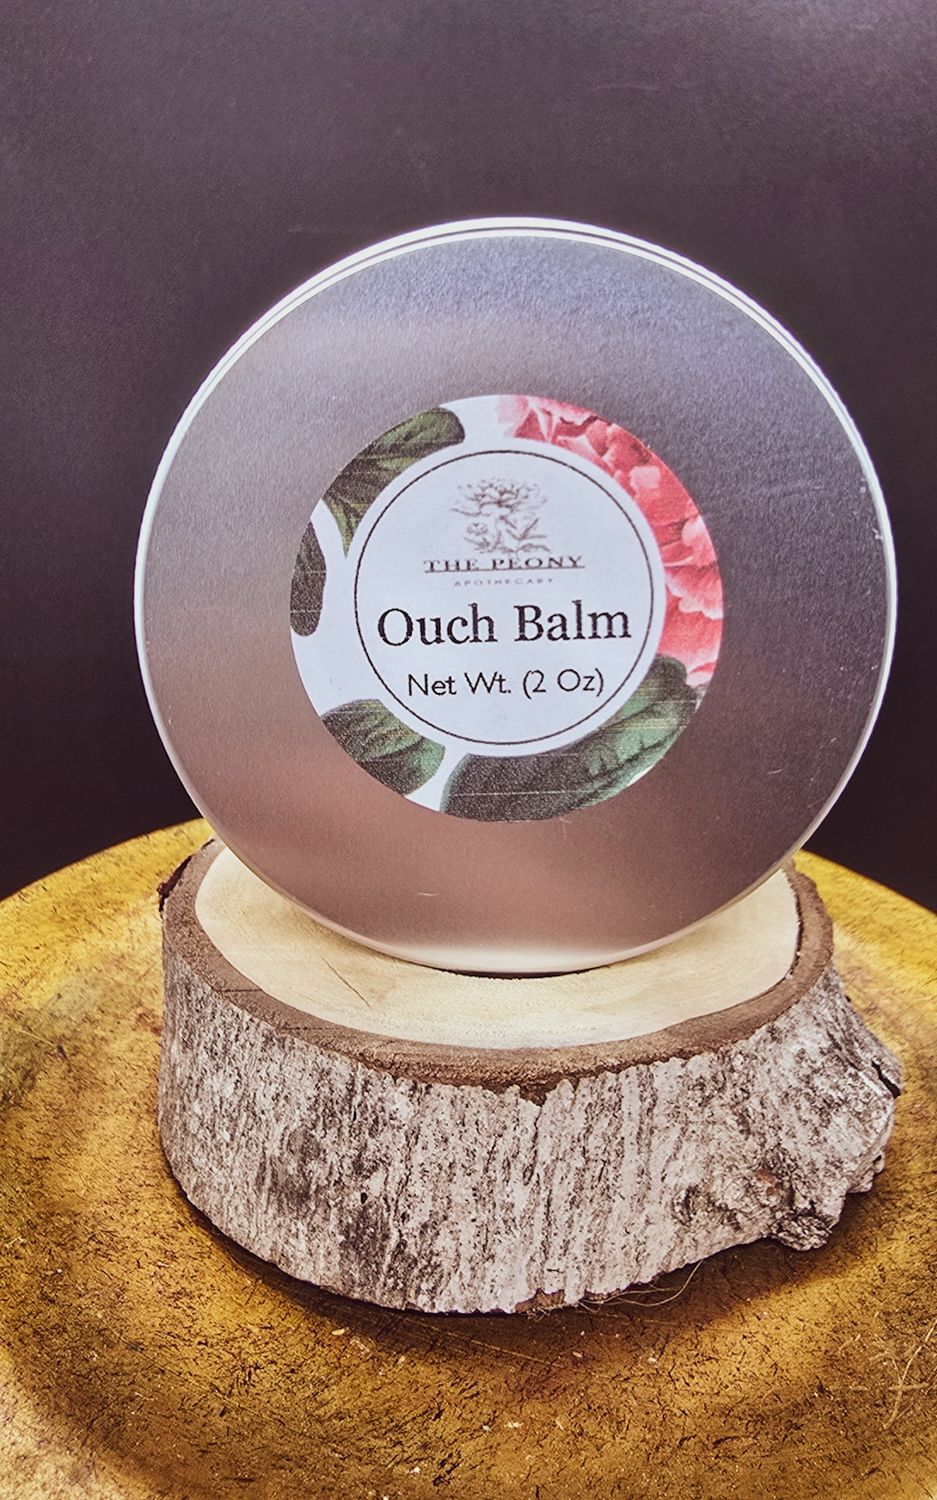 THE PEONY
APOTHECARY
Ouch Balm
Net Wt. (2 Oz)